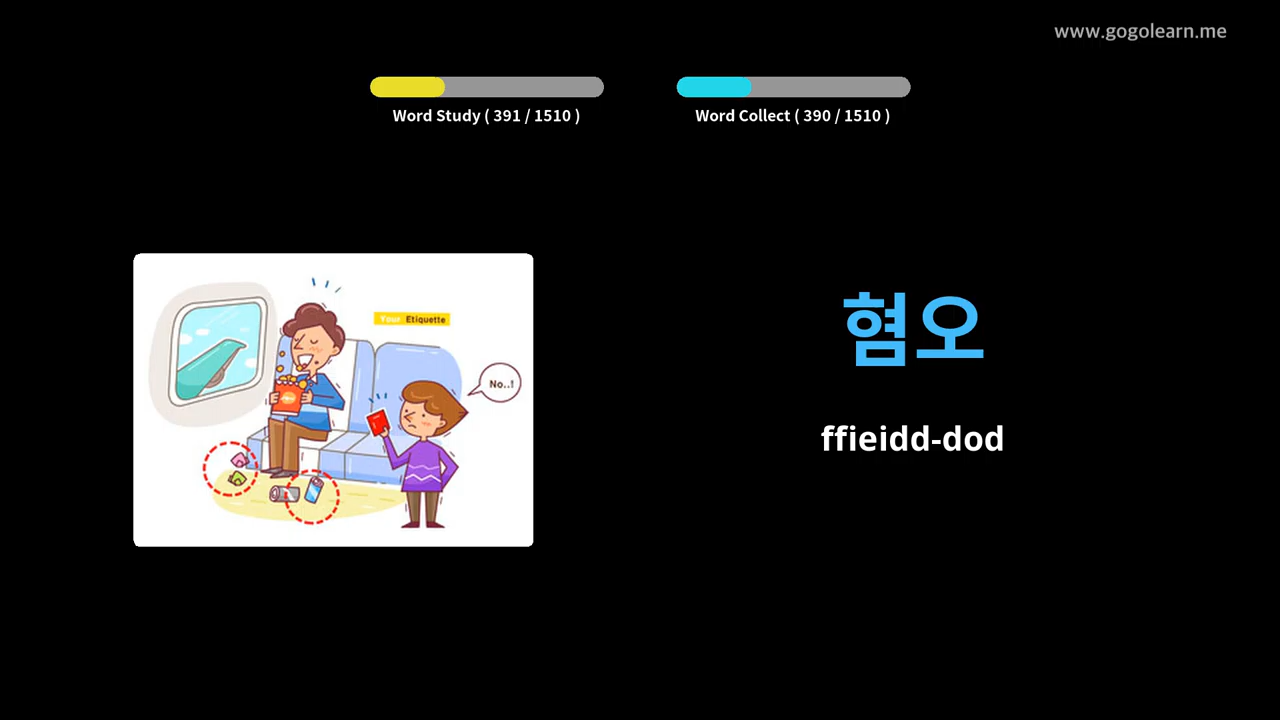 www.gogolearn.me
Word Study ( 391 / 1510 )
Word Collect ( 390 / 1510 )
Your Etiquette
No..!
혐오
ffieidd-dod